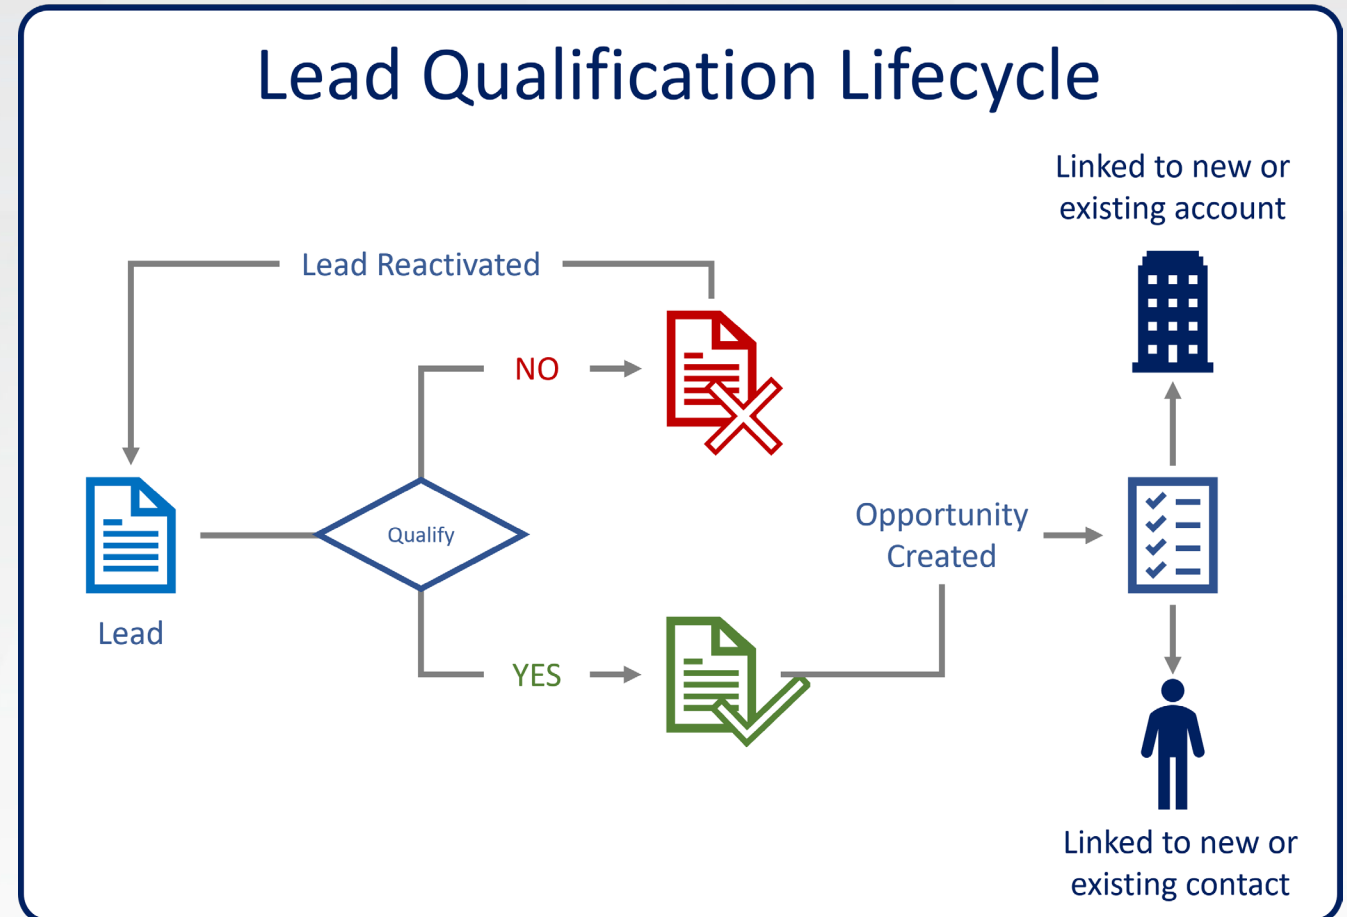 Lead Qualification Lifecycle
Linked to new or
existing account
Lead Reactivated
NO
Qualify
Opportunity
Created
Lead
YES
Linked to new or
existing contact